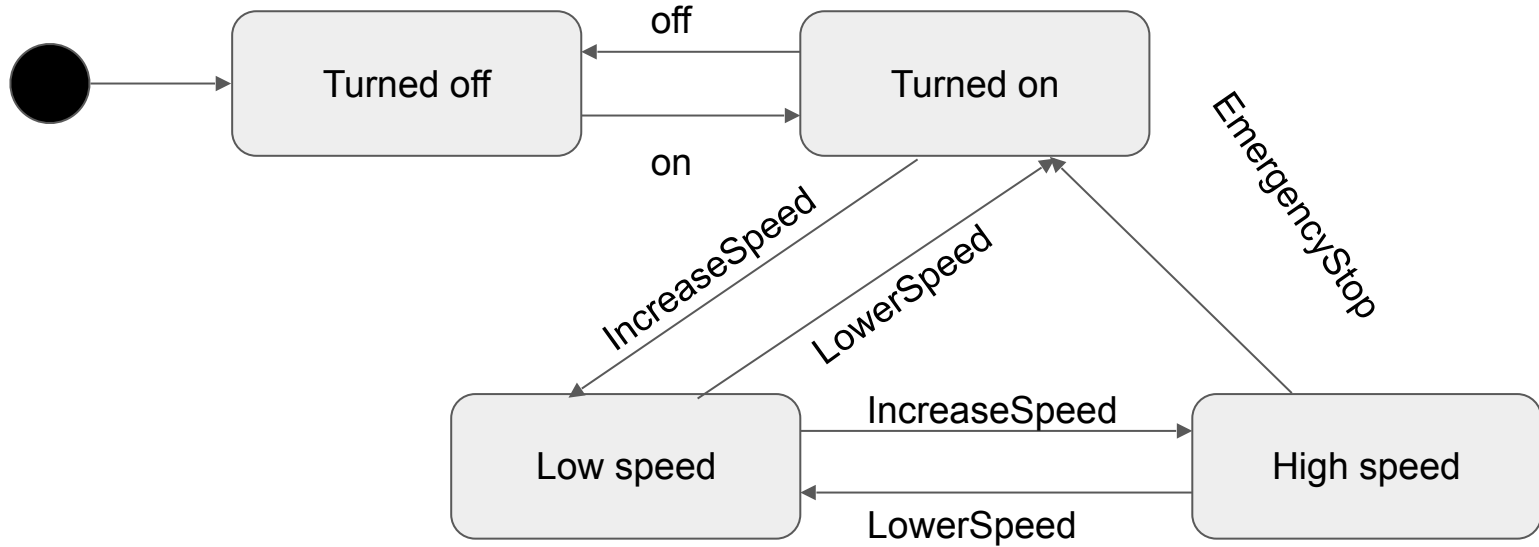 off
Turned off
Turned on
on
EmergencyStop
IncreaseSpeed
LowerSpeed
IncreaseSpeed
Low speed
High speed
LowerSpeed